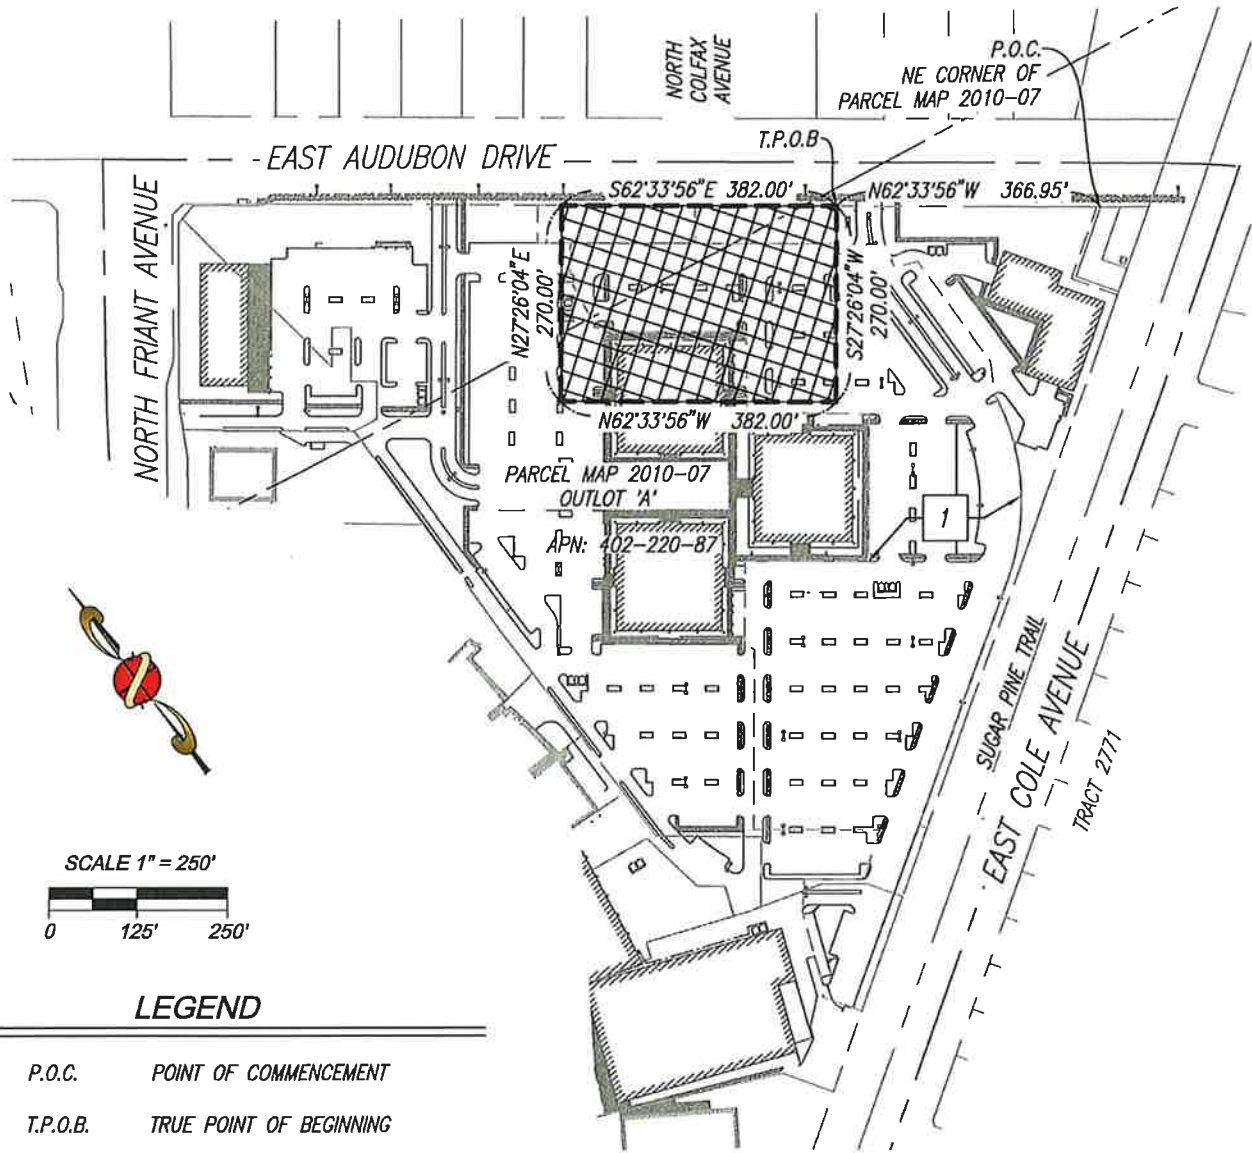 NORTH
COLFAX
AVENUE
P.O.C.
NE CORNER OF
PARCEL MAP 2010-07
T.P.O.B
EAST AUDUBON DRIVE
S62°33'56"E 382.00'
N62°33'56"W 366.95'
NORTH FRIANT AVENUE
N27°26'04"E
270.00'
S27°26'04"W
270.00'
N62°33'56"W 382.00'
PARCEL MAP 2010-07
OUTLOT 'A'
1
APN: 402-220-87
SUGAR PINE TRAIL
EAST COLE AVENUE
TRACT 2771
SCALE 1" = 250'
0 125' 250'
LEGEND
P.O.C. POINT OF COMMENCEMENT
T.P.O.B. TRUE POINT OF BEGINNING